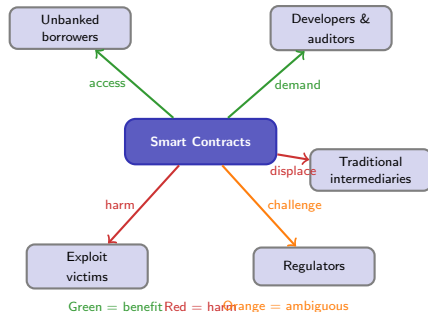 Unbanked
borrowers
Developers &
auditors
access
demand
Smart Contracts
displace
Traditional
intermediaries
harm
challenge
Exploit
victims
Regulators
Green = benefit
Red = harm
Orange = ambiguous